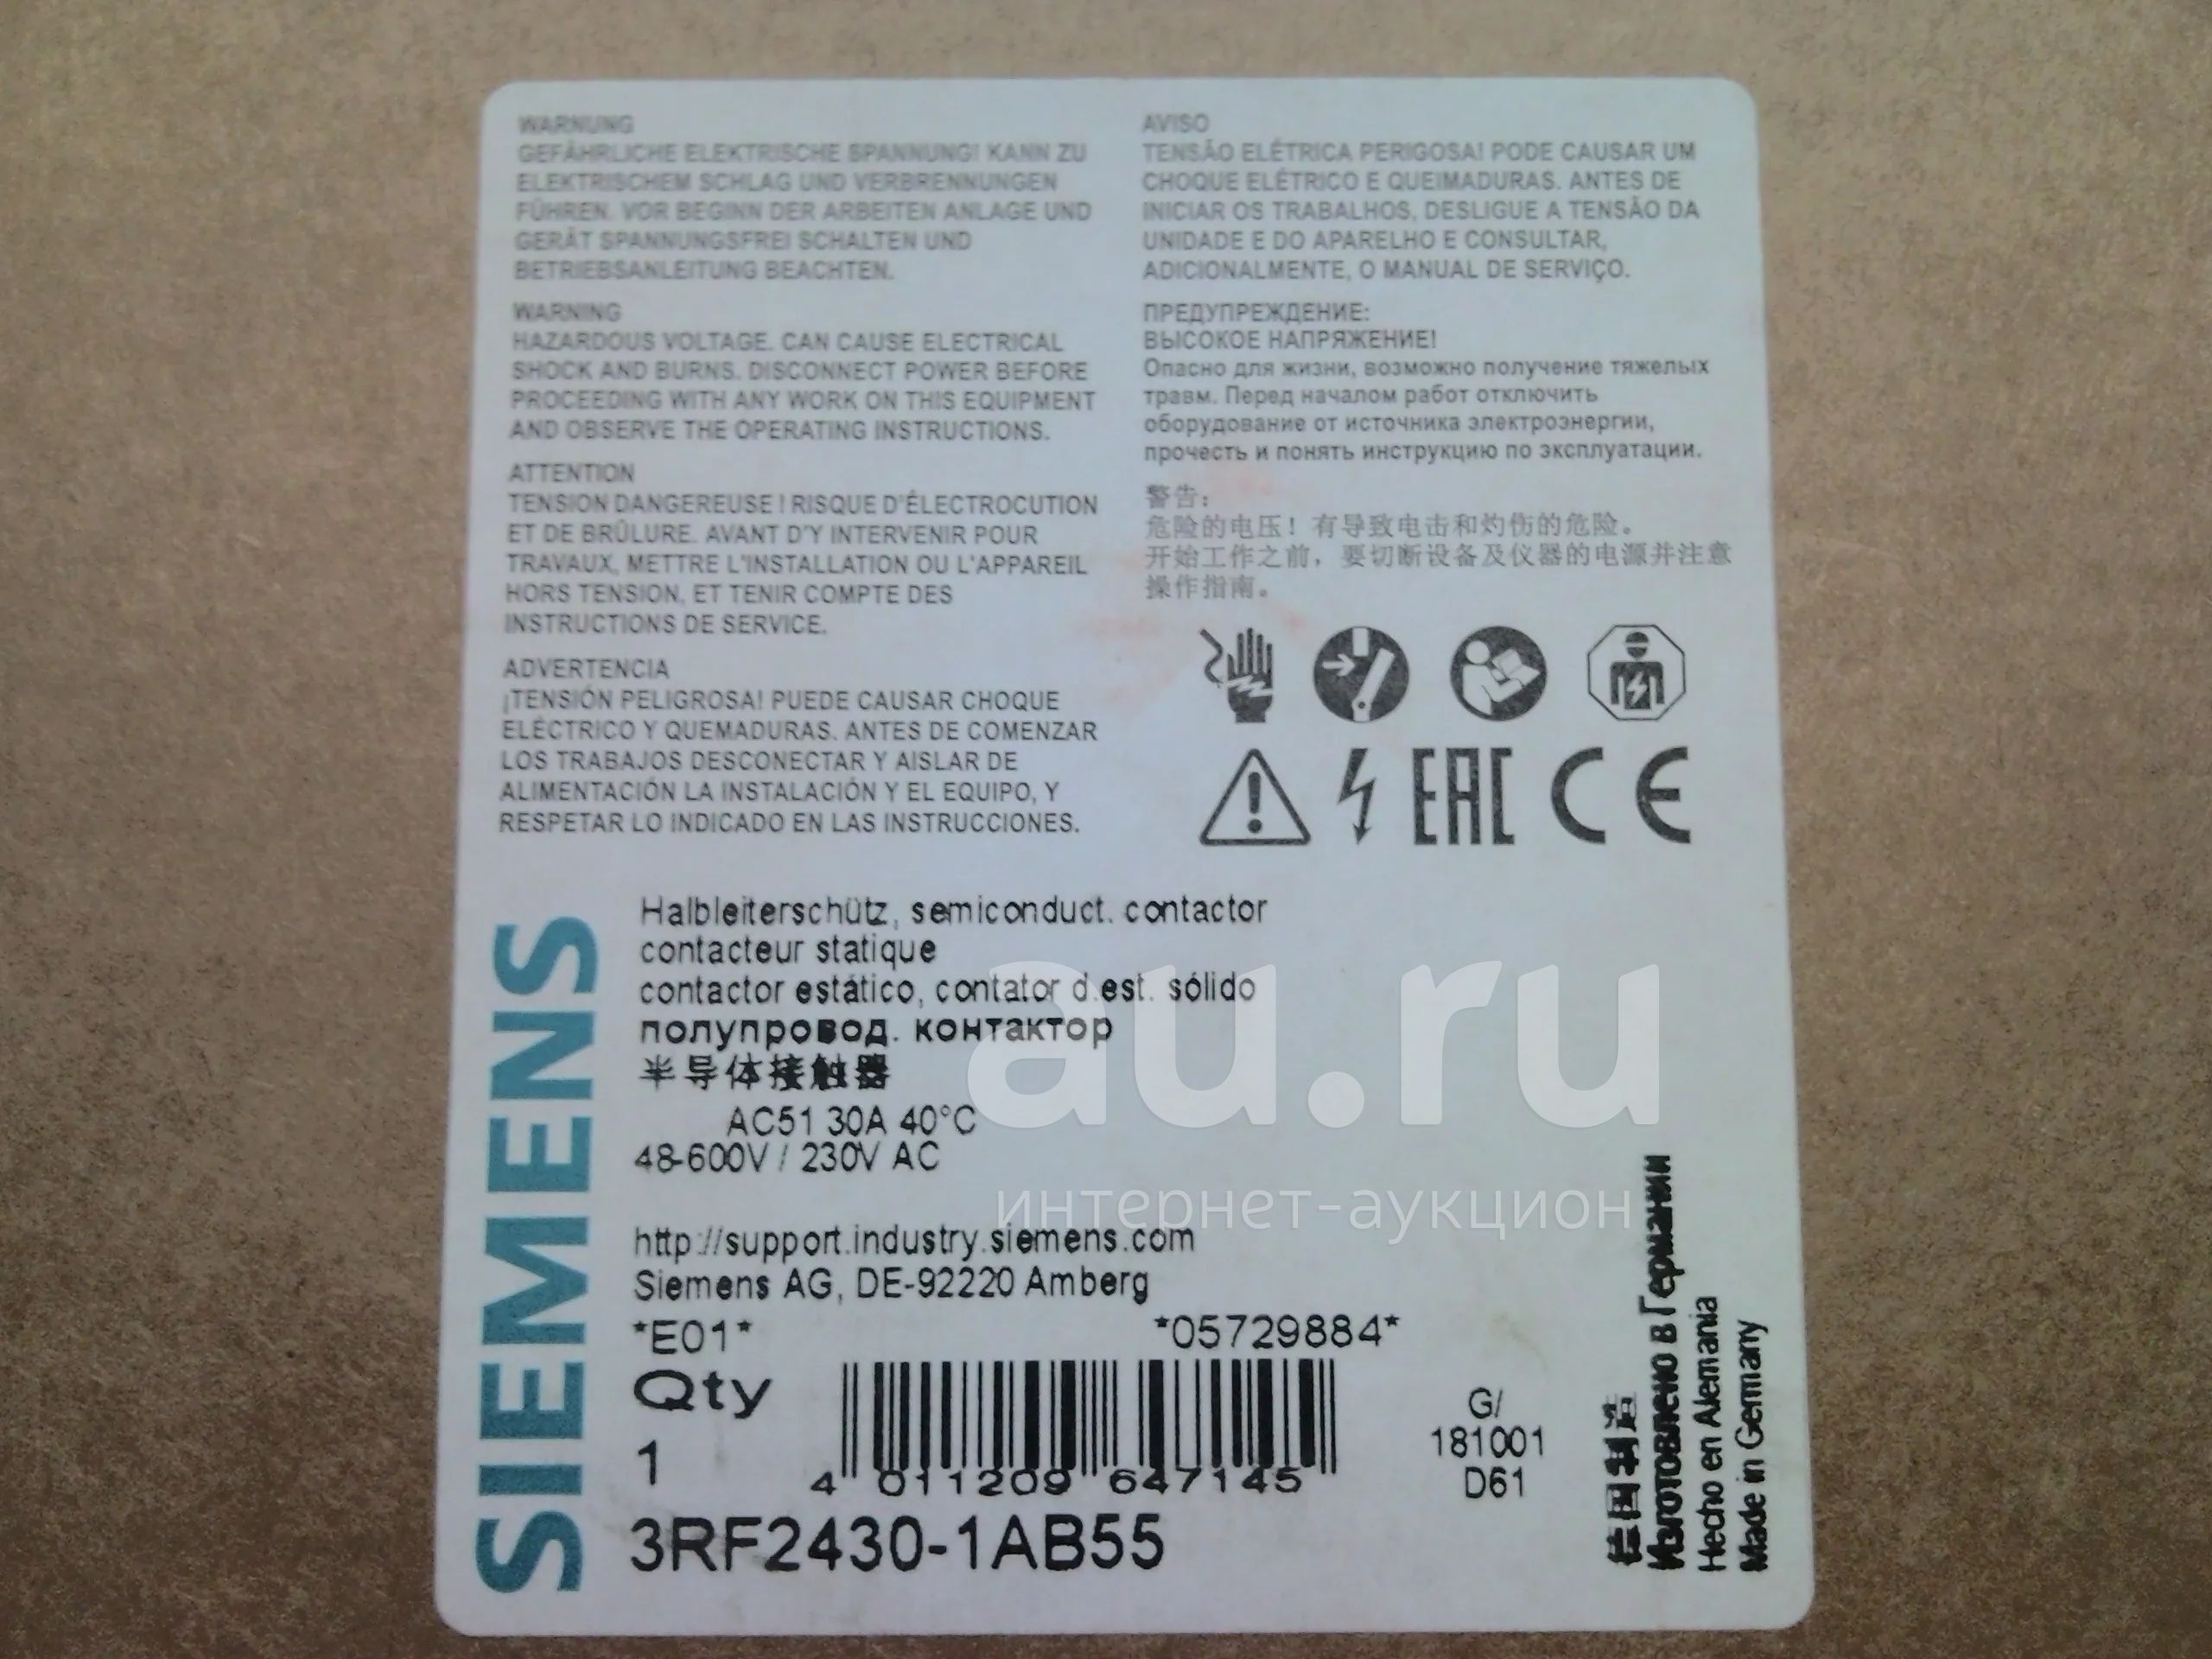 WARNUNG
GEFÄHRLICHE ELEKTRISCHE SPANNUNG! KANN ZU
ELEKTRISCHEM SCHLAG UND VERBRENNUNGEN
FÜHREN. VOR BEGINN DER ARBEITEN ANLAGE UND
GERÄT SPANNUNGSFREI SCHALTEN UND
BETRIEBSANLEITUNG BEACHTEN.
WARNING
HAZARDOUS VOLTAGE. CAN CAUSE ELECTRICAL
SHOCK AND BURNS. DISCONNECT POWER BEFORE
PROCEEDING WITH ANY WORK ON THIS EQUIPMENT
AND OBSERVE THE OPERATING INSTRUCTIONS.
ATTENTION
TENSION DANGEREUSE ! RISQUE D'ÉLECTROCUTION
ET DE BRÛLURE. AVANT D'Y INTERVENIR POUR
TRAVAUX, METTRE L'INSTALLATION OU L'APPAREIL
HORS TENSION, ET TENIR COMPTE DES
INSTRUCTIONS DE SERVICE.
ADVERTENCIA
¡TENSIÓN PELIGROSA! PUEDE CAUSAR CHOQUE
ELÉCTRICO Y QUEMADURAS. ANTES DE COMENZAR
LOS TRABAJOS DESCONECTAR Y AISLAR DE
ALIMENTACIÓN LA INSTALACIÓN Y EL EQUIPO, Y
RESPETAR LO INDICADO EN LAS INSTRUCCIONES.
AVISO
TENSÃO ELÉTRICA PERIGOSA! PODE CAUSAR UM
CHOQUE ELÉTRICO E QUEIMADURAS. ANTES DE
INICIAR OS TRABALHOS, DESLIGUE A TENSÃO DA
UNIDADE E DO APARELHO E CONSULTAR,
ADICIONALMENTE, O MANUAL DE SERVIÇO.
ПРЕДУПРЕЖДЕНИЕ:
ВЫСОКОЕ НАПРЯЖЕНИЕ!
Опасно для жизни, возможно получение тяжелых
травм. Перед началом работ отключить
оборудование от источника электроэнергии,
прочесть и понять инструкцию по эксплуатации.
警告：
危险的电压！有导致电击和灼伤的危险。
开始工作之前，要切断设备及仪器的电源并注意
操作指南。
EAC CE
SIEMENS
Halbleiterschütz, semiconduct. contactor
contacteur statique
contactor estático, contator d.est. sólido
полупровод. контактор
半导体接触器
AC51 30A 40°C
48-600V / 230V AC
au.ru
интернет-аукцион
http://support.industry.siemens.com
Siemens AG, DE-92220 Amberg
*E01* *05729884*
Qty
1
4 011209 647145
G/
181001
D61
3RF2430-1AB55
德国制造
Изготовлено в Германии
Hecho en Alemania
Made in Germany